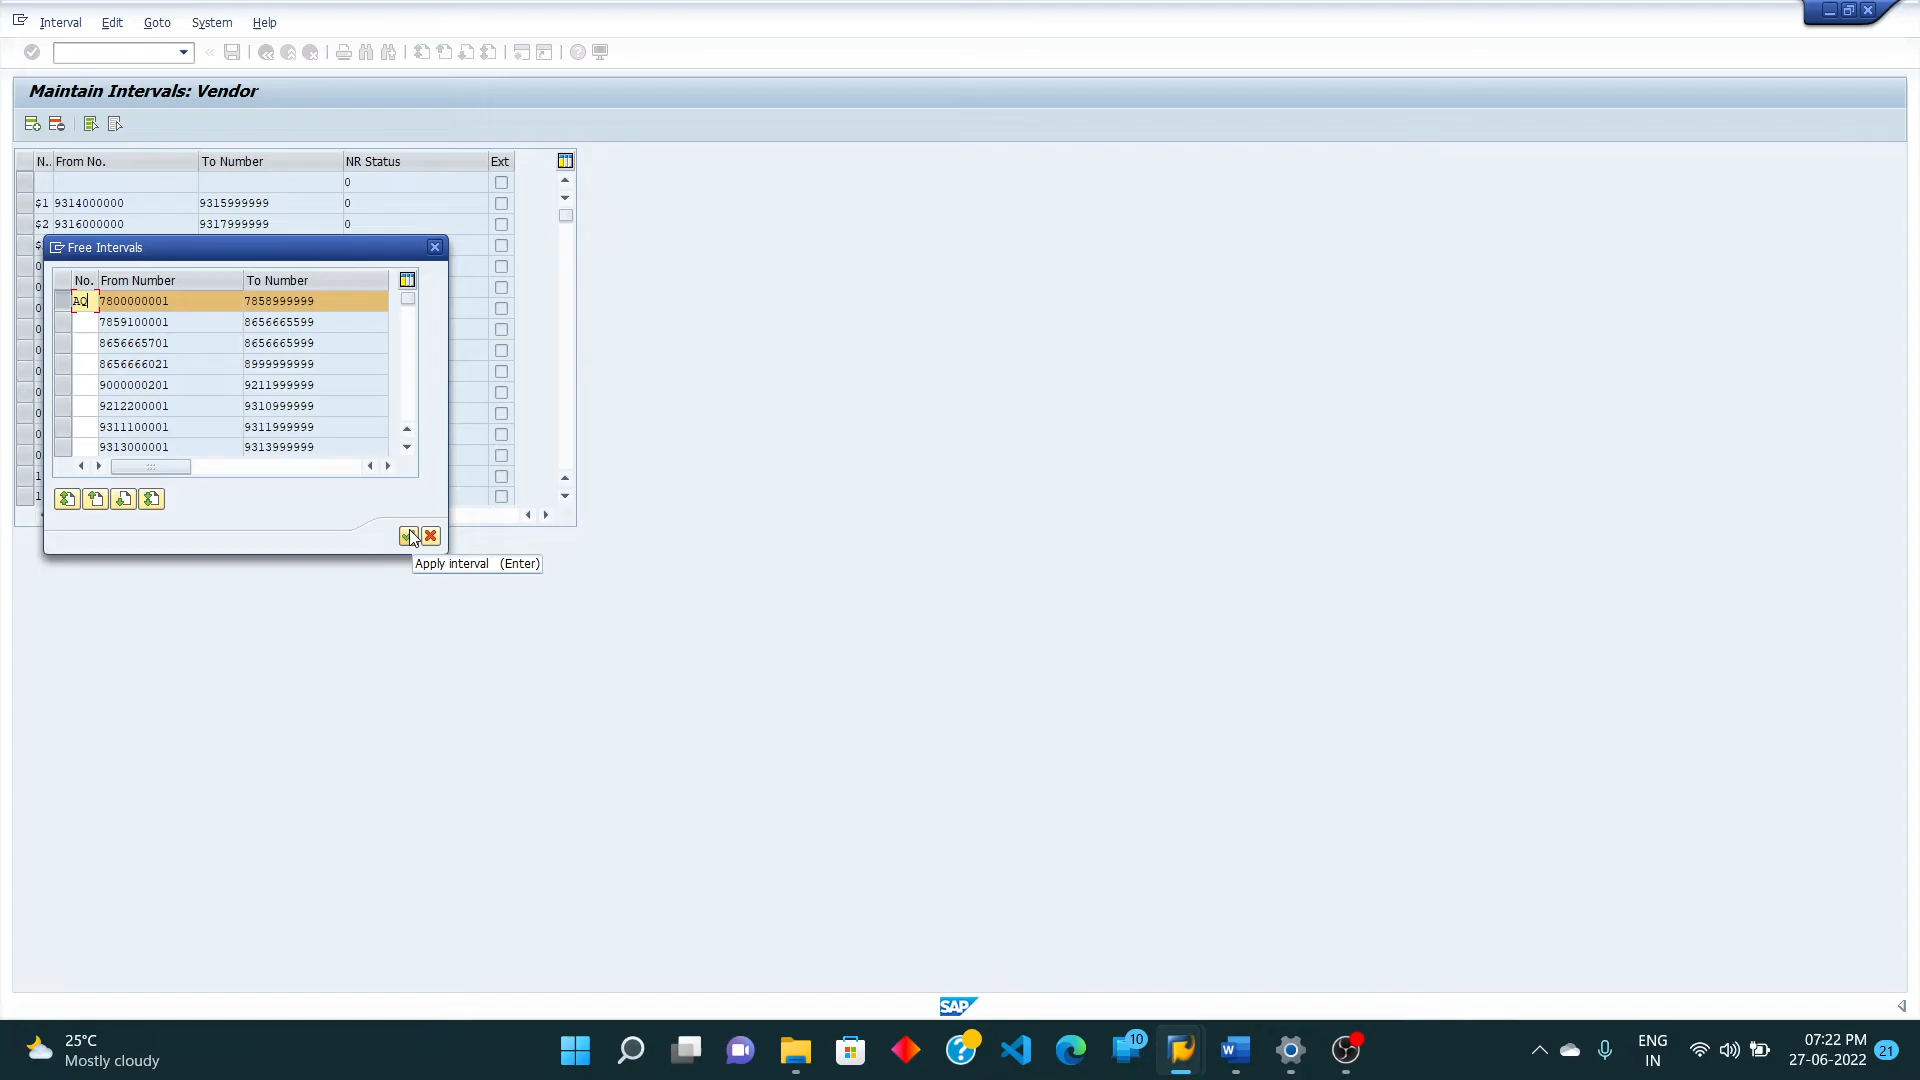 Interval Edit Goto System Help
Maintain Intervals: Vendor
N.. From No. To Number NR Status Ext
0
$1 9314000000 9315999999 0
$2 9316000000 9317999999 0
Free Intervals
No. From Number To Number
AQ 7800000001 7858999999
7859100001 8656665599
8656665701 8656665999
8656666021 8999999999
9000000201 9211999999
9212200001 9310999999
9311100001 9311999999
9313000001 9313999999
Apply interval (Enter)
SAP
25°C
Mostly cloudy
10
ENG
IN
07:22 PM
27-06-2022
21